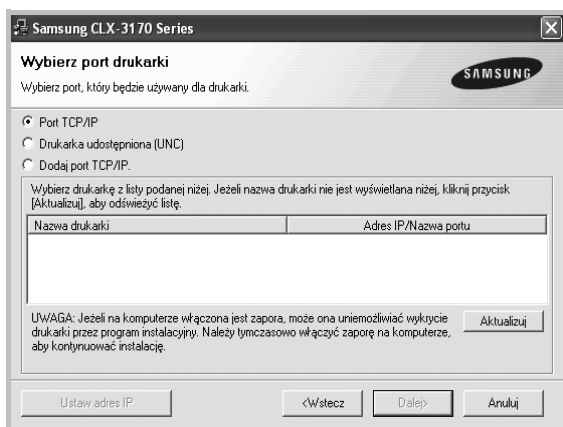 Samsung CLX-3170 Series
Wybierz port drukarki
Wybierz port, który będzie używany dla drukarki.
SAMSUNG
Port TCP/IP
Drukarka udostępniona (UNC)
Dodaj port TCP/IP.
Wybierz drukarkę z listy podanej niżej. Jeżeli nazwa drukarki nie jest wyświetlana niżej, kliknij przycisk
[Aktualizuj], aby odświeżyć listę.
Nazwa drukarki Adres IP/Nazwa portu
UWAGA: Jeżeli na komputerze włączona jest zapora, może ona uniemożliwiać wykrycie
drukarki przez program instalacyjny. Należy tymczasowo włączyć zaporę na komputerze,
aby kontynuować instalację.
Aktualizuj
Ustaw adres IP <Wstecz Dalej> Anuluj